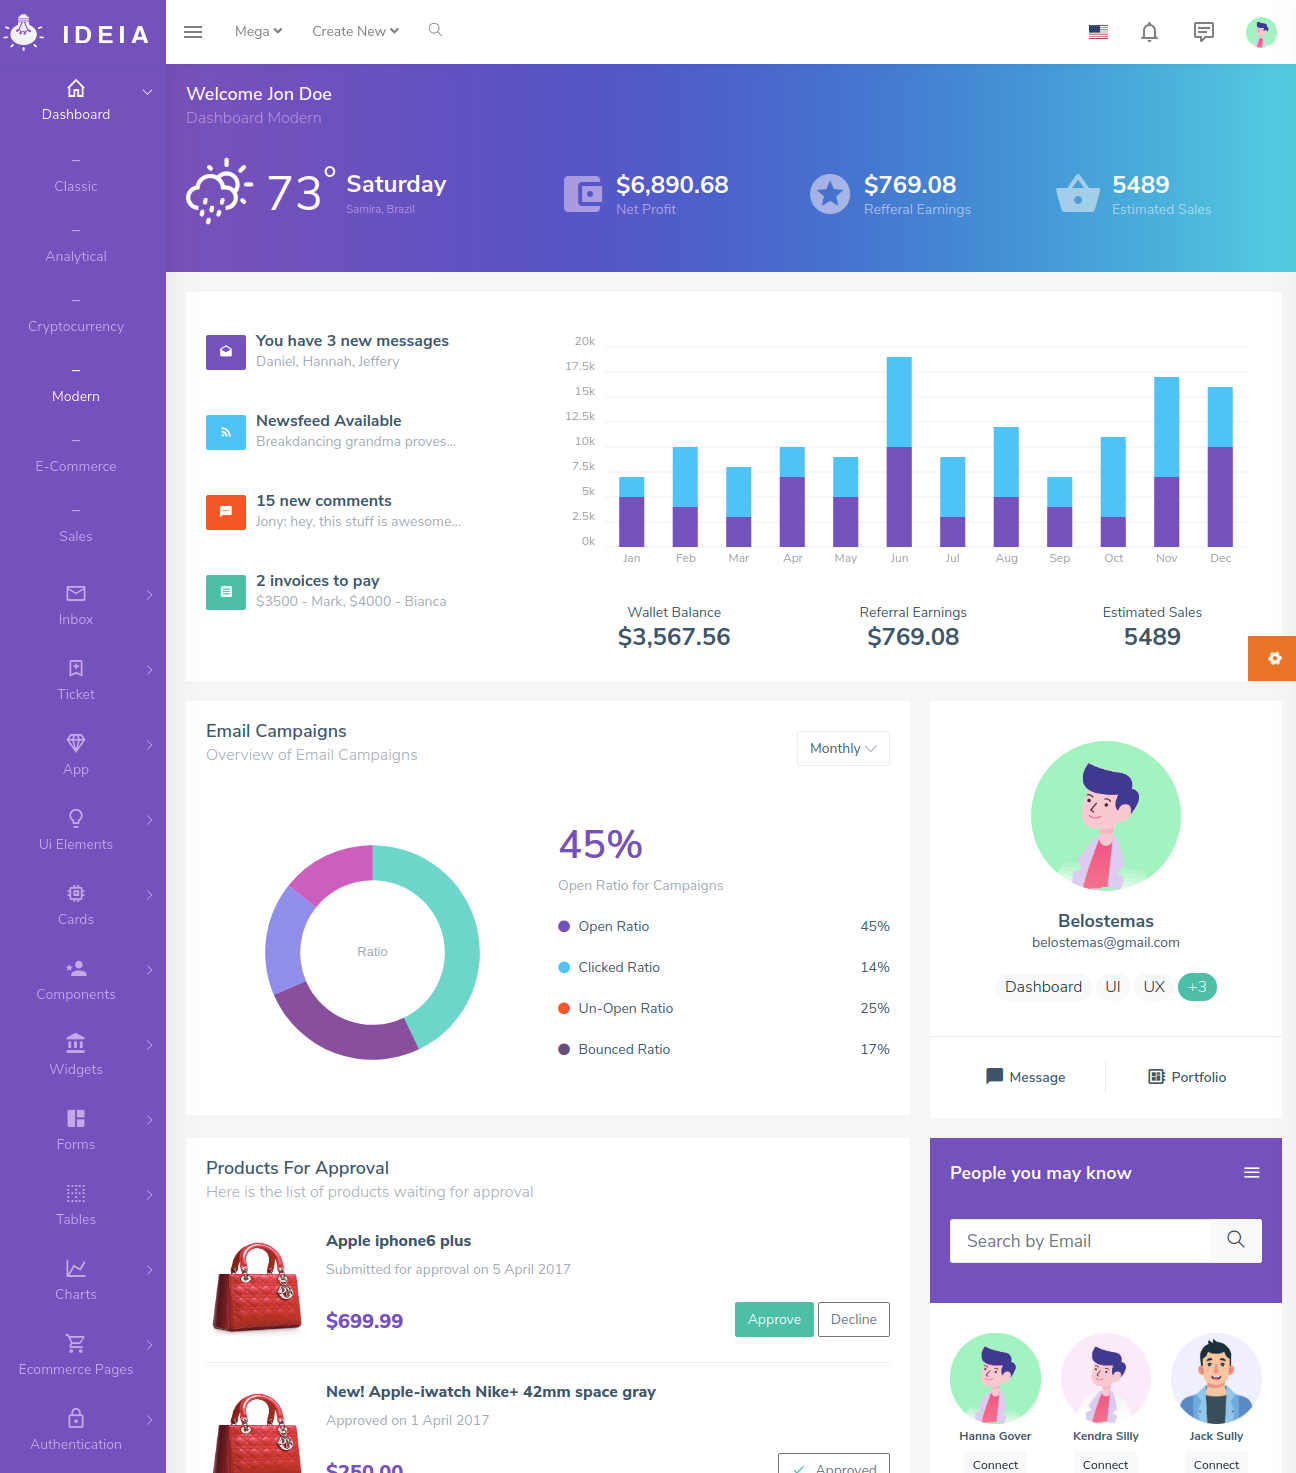 IDEIA
Mega
Create New
Dashboard
Classic
Analytical
Cryptocurrency
Modern
E-Commerce
Sales
Inbox
Ticket
App
Ui Elements
Cards
Components
Widgets
Forms
Tables
Charts
Ecommerce Pages
Authentication
Welcome Jon Doe
Dashboard Modern
73°
Saturday
Samira, Brazil
$6,890.68
Net Profit
$769.08
Refferal Earnings
5489
Estimated Sales
You have 3 new messages
Daniel, Hannah, Jeffery
Newsfeed Available
Breakdancing grandma proves...
15 new comments
Jony: hey, this stuff is awesome...
2 invoices to pay
$3500 - Mark, $4000 - Bianca
20k
17.5k
15k
12.5k
10k
7.5k
5k
2.5k
0k
Jan Feb Mar Apr May Jun Jul Aug Sep Oct Nov Dec
Wallet Balance
$3,567.56
Referral Earnings
$769.08
Estimated Sales
5489
Email Campaigns
Overview of Email Campaigns
Monthly
Ratio
45%
Open Ratio for Campaigns
Open Ratio 45%
Clicked Ratio 14%
Un-Open Ratio 25%
Bounced Ratio 17%
Belostemas
belostemas@gmail.com
Dashboard UI UX +3
Message Portfolio
Products For Approval
Here is the list of products waiting for approval
Apple iphone6 plus
Submitted for approval on 5 April 2017
$699.99
Approve Decline
New! Apple-iwatch Nike+ 42mm space gray
Approved on 1 April 2017
$250.00
Approved
People you may know
Search by Email
Hanna Gover Kendra Silly Jack Sully
Connect Connect Connect